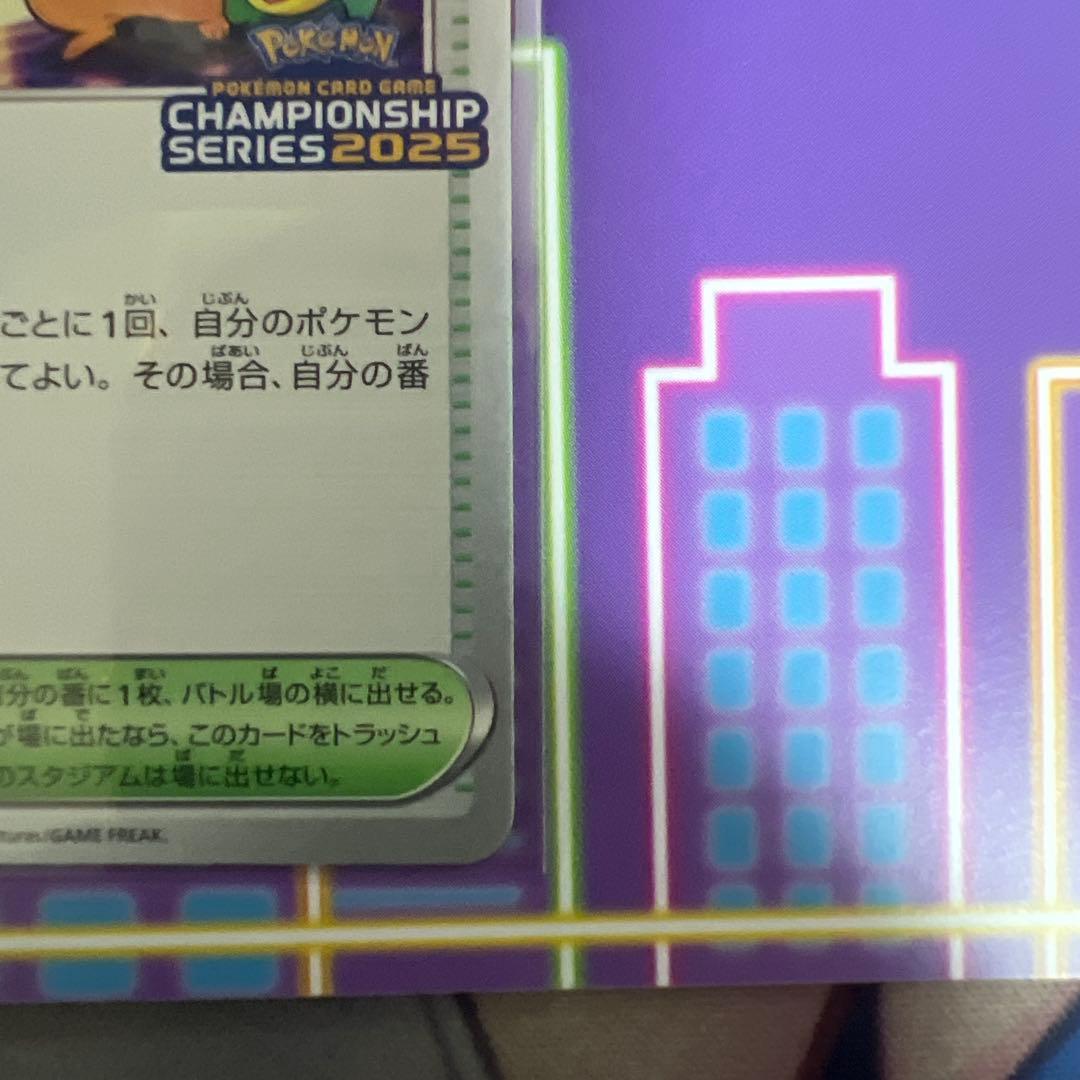 POKÉMON
POKÉMON CARD GAME
CHAMPIONSHIP
SERIES 2025
ごとに1回、自分のポケモン
てよい。その場合、自分の番
分の番に1枚、バトル場の横に出せる。
が場に出たなら、このカードをトラッシュ
のスタジアムは場に出せない。
/GAME FREAK.